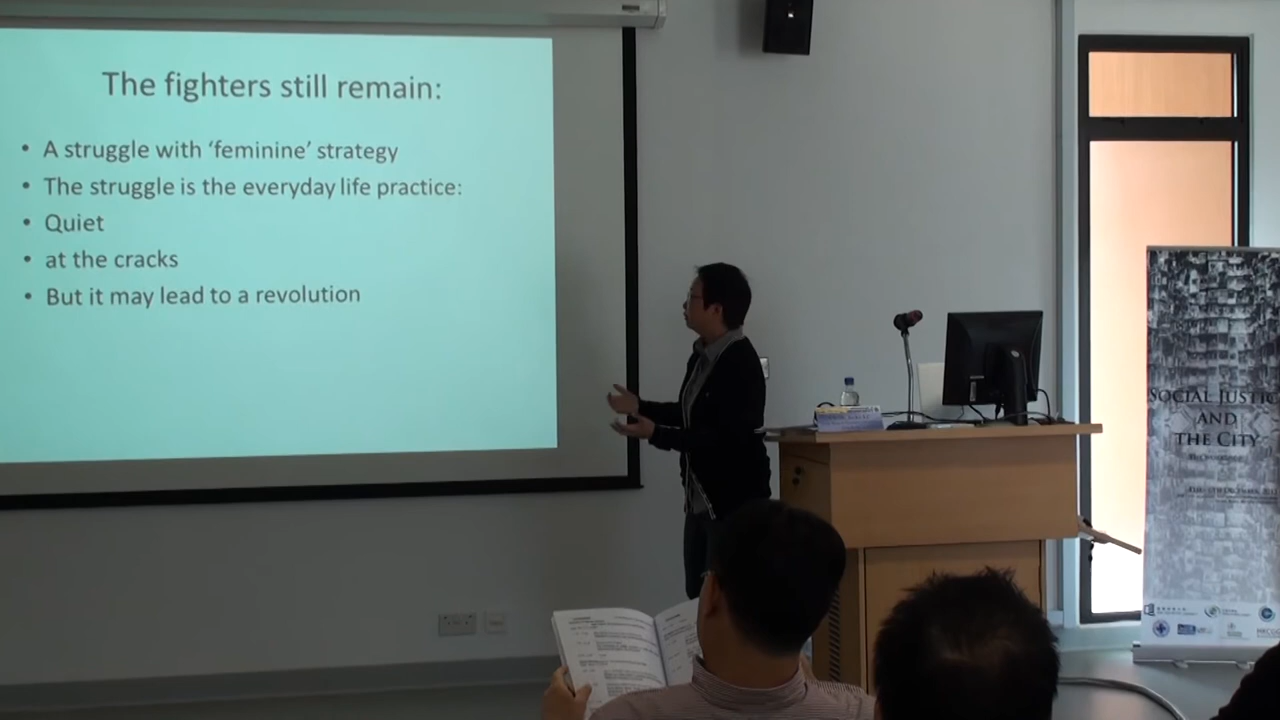 The fighters still remain:
• A struggle with ‘feminine’ strategy
• The struggle is the everyday life practice:
• Quiet
• at the cracks
• But it may lead to a revolution
SOCIAL JUSTIC
AND
THE CITY